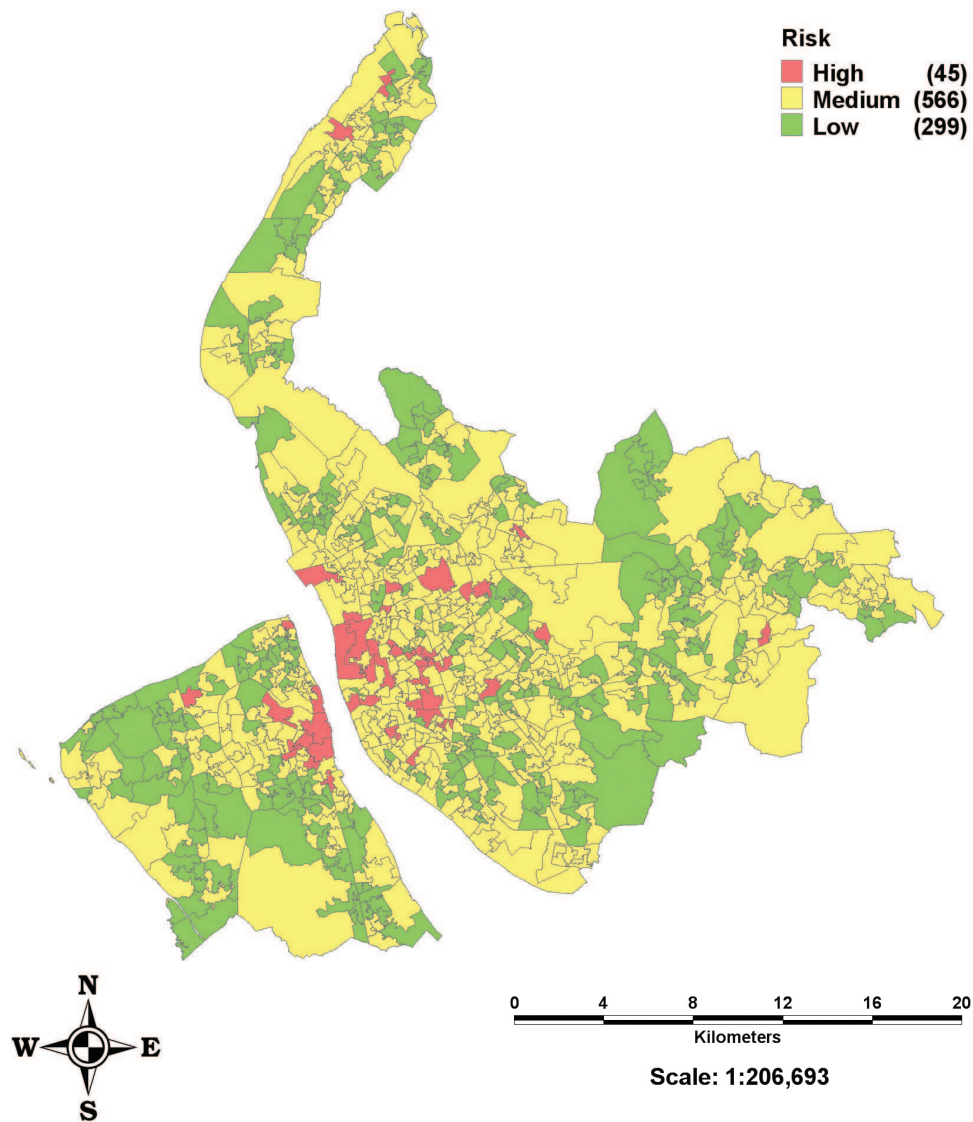 Risk
High (45)
Medium (566)
Low (299)
N
W E
S
0 4 8 12 16 20
Kilometers
Scale: 1:206,693